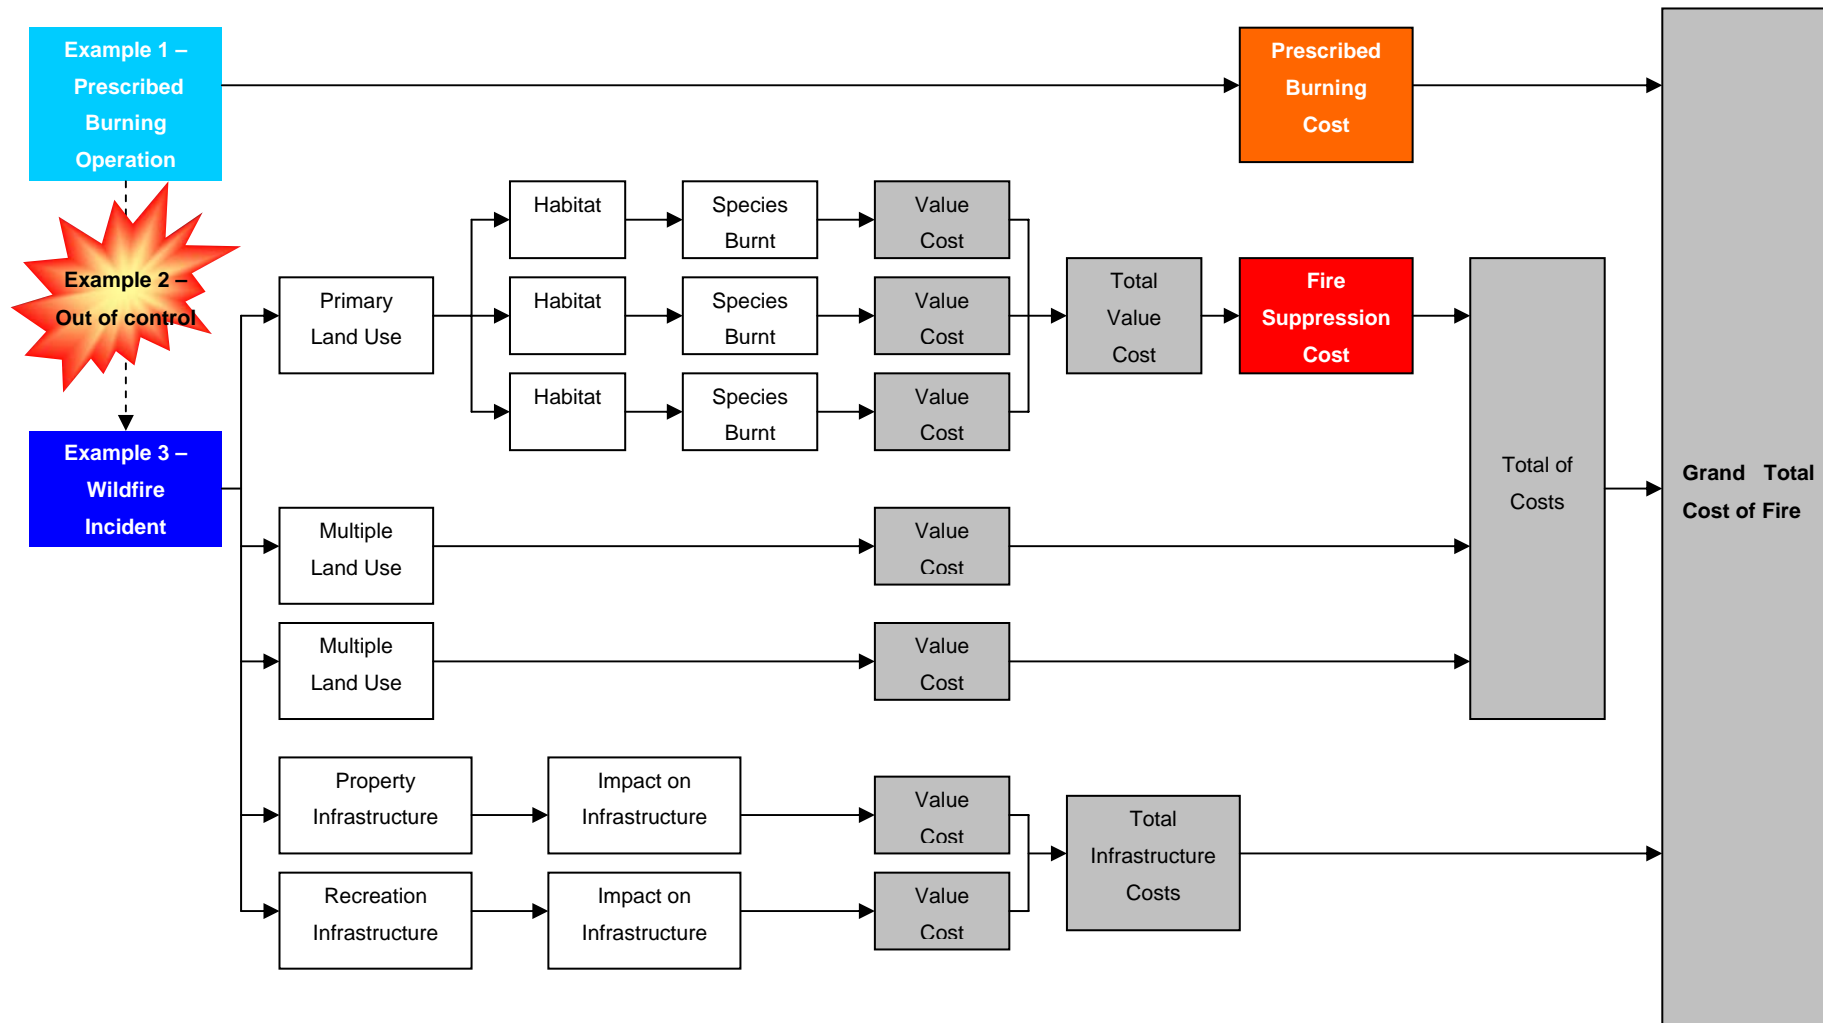 Example 1 –
Prescribed
Burning
Operation
Prescribed
Burning
Cost
Example 2 –
Out of control
Example 3 –
Wildfire
Incident
Primary
Land Use
Habitat
Species
Burnt
Value
Cost
Habitat
Species
Burnt
Value
Cost
Habitat
Species
Burnt
Value
Cost
Total
Value
Cost
Fire
Suppression
Cost
Multiple
Land Use
Value
Cost
Multiple
Land Use
Value
Cost
Total of
Costs
Property
Infrastructure
Impact on
Infrastructure
Value
Cost
Recreation
Infrastructure
Impact on
Infrastructure
Value
Cost
Total
Infrastructure
Costs
Grand Total
Cost of Fire